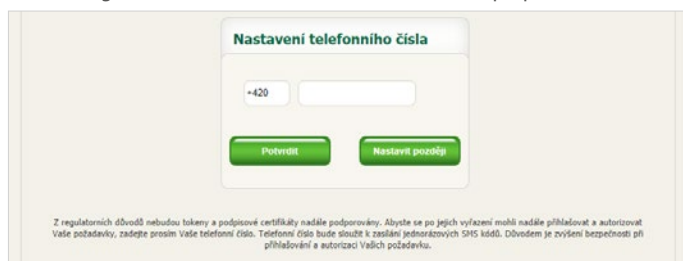 Nastavení telefonního čísla
+420
Potvrdit
Nastavit později
Z regulatorních důvodů nebudou tokeny a podpisové certifikáty nadále podporovány. Abyste se po jejich vyřazení mohli nadále přihlašovat a autorizovat
Vaše požadavky, zadejte prosím Vaše telefonní číslo. Telefonní číslo bude sloužit k zasílání jednorázových SMS kódů. Důvodem je zvýšení bezpečnosti při
přihlašování a autorizaci Vašich požadavku.